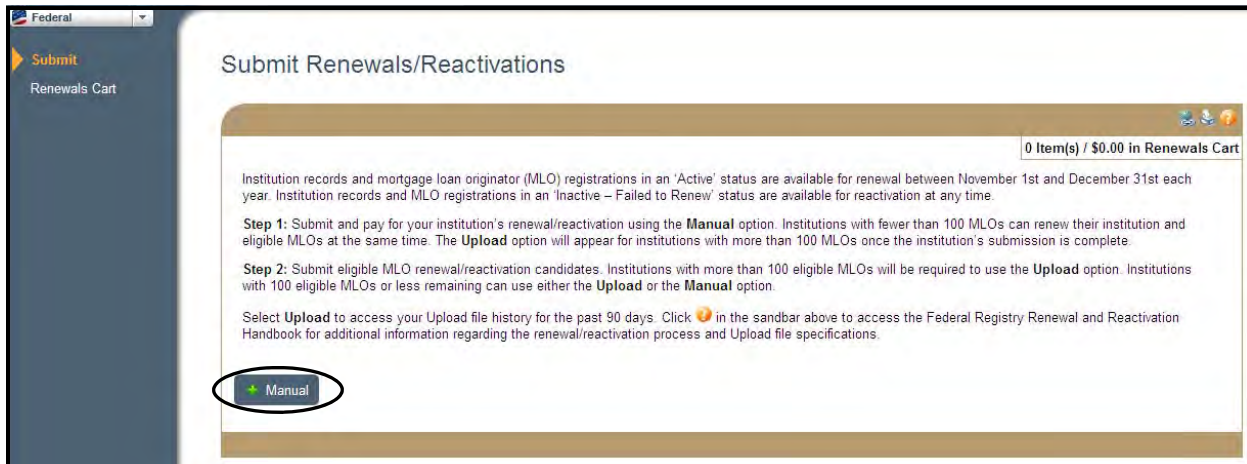 Federal
Submit
Renewals Cart
Submit Renewals/Reactivations
0 Item(s) / $0.00 in Renewals Cart
Institution records and mortgage loan originator (MLO) registrations in an 'Active' status are available for renewal between November 1st and December 31st each
year. Institution records and MLO registrations in an 'Inactive – Failed to Renew' status are available for reactivation at any time.
Step 1: Submit and pay for your institution's renewal/reactivation using the Manual option. Institutions with fewer than 100 MLOs can renew their institution and
eligible MLOs at the same time. The Upload option will appear for institutions with more than 100 MLOs once the institution's submission is complete.
Step 2: Submit eligible MLO renewal/reactivation candidates. Institutions with more than 100 eligible MLOs will be required to use the Upload option. Institutions
with 100 eligible MLOs or less remaining can use either the Upload or the Manual option.
Select Upload to access your Upload file history for the past 90 days. Click ? in the sandbar above to access the Federal Registry Renewal and Reactivation
Handbook for additional information regarding the renewal/reactivation process and Upload file specifications.
Manual